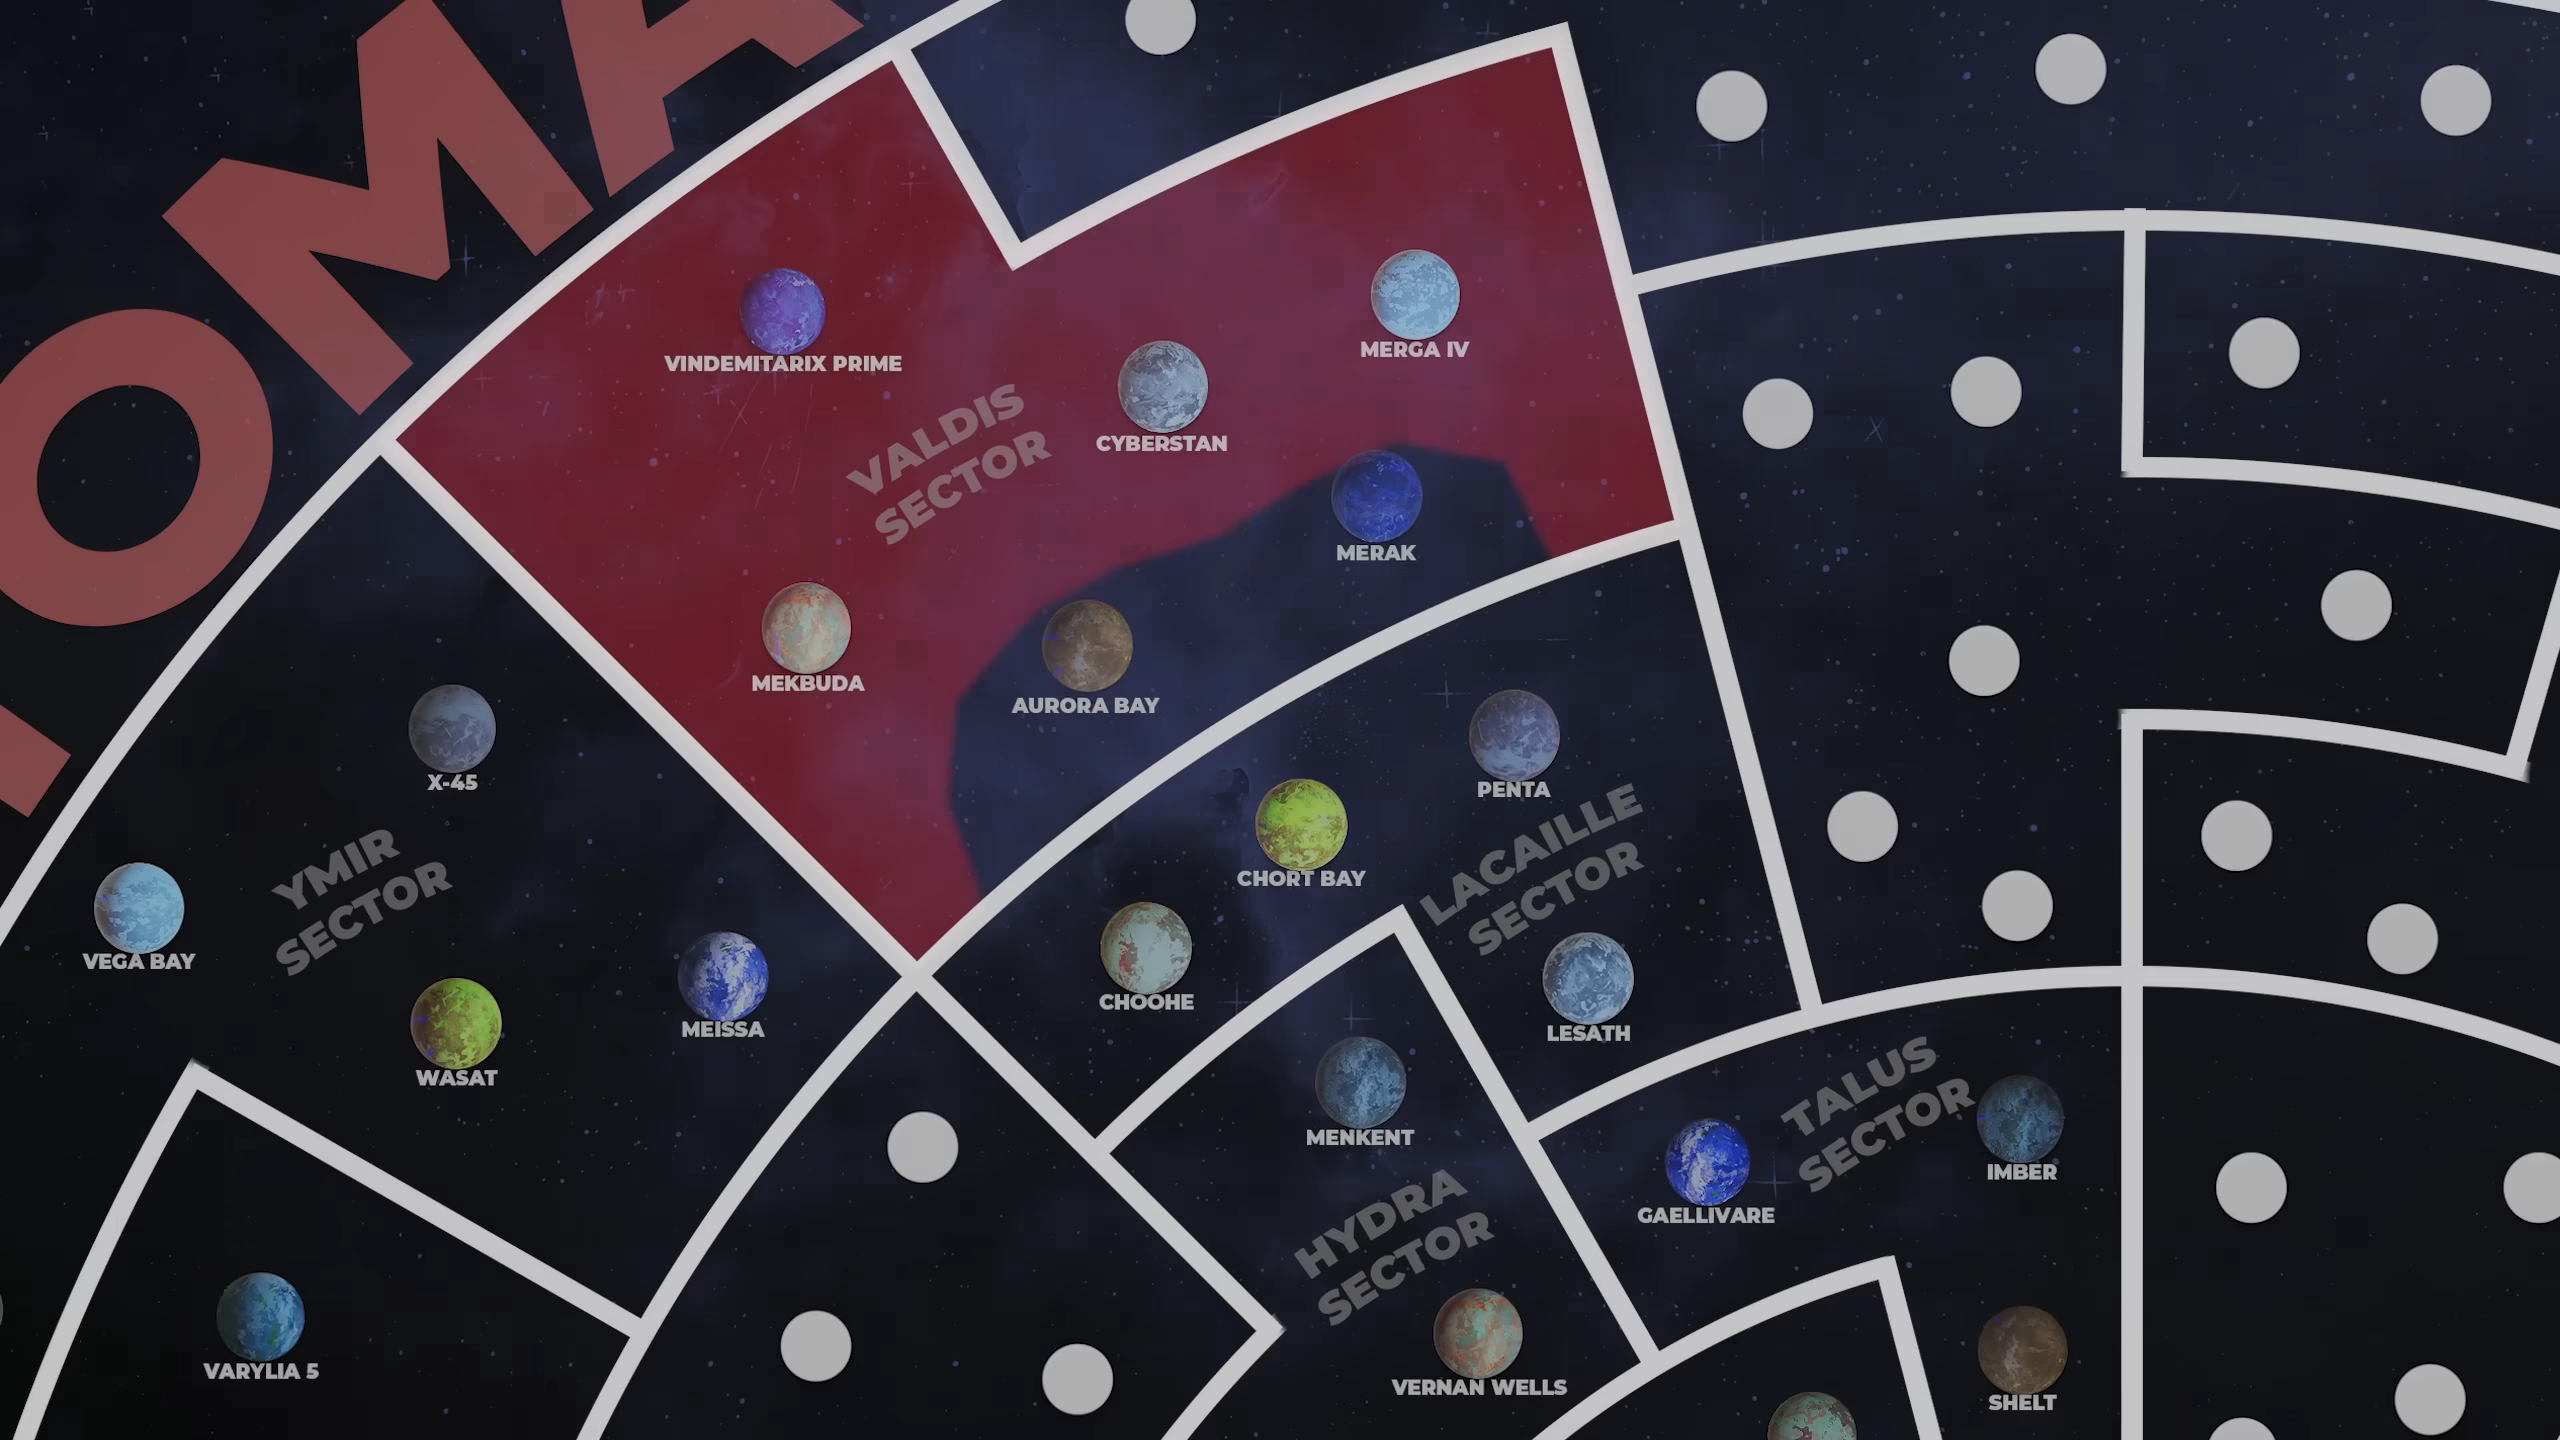 OMA
VINDEMITARIX PRIME
MERGA IV
CYBERSTAN
VALDIS
SECTOR
MERAK
MEKBUDA
AURORA BAY
X-45
PENTA
CHORT BAY
LACAILLE
SECTOR
YMIR
SECTOR
VEGA BAY
MEISSA
CHOOHE
LESATH
WASAT
MENKENT
TALUS
SECTOR
IMBER
GAELLIVARE
HYDRA
SECTOR
VARYLIA 5
VERNAN WELLS
SHELT